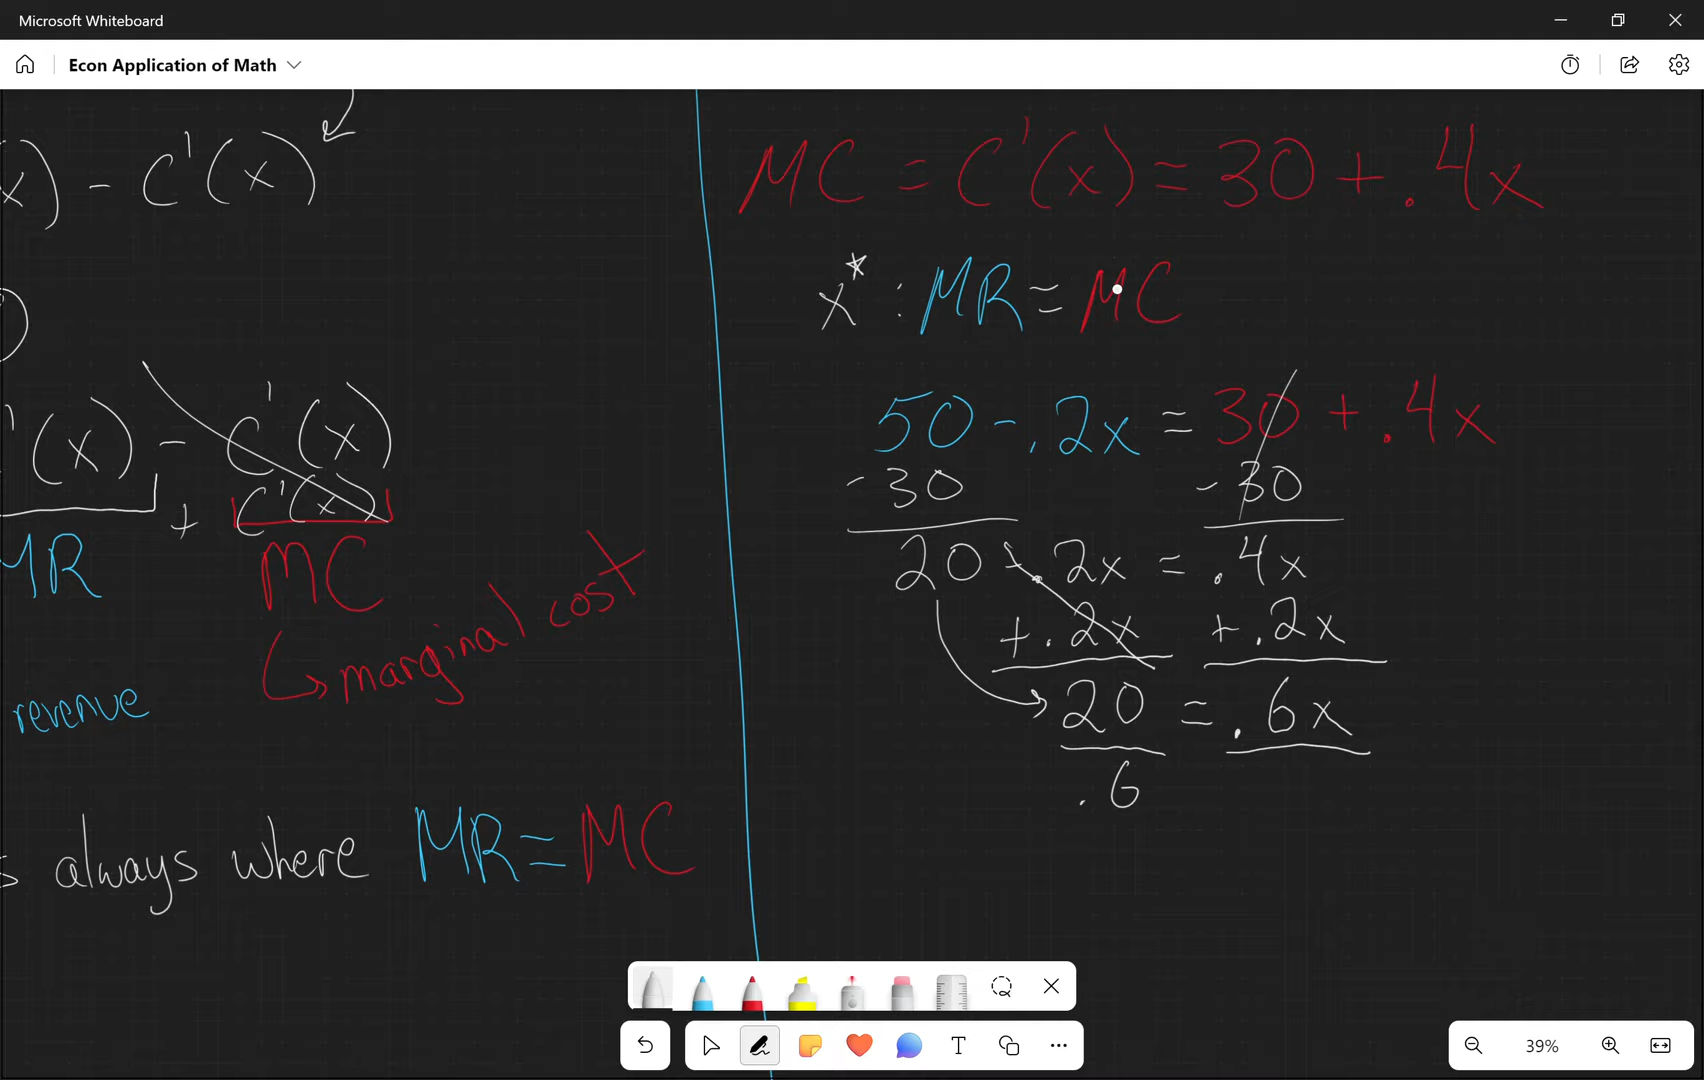 Microsoft Whiteboard
Econ Application of Math
x) - C'(x)
'(x) - C'(x)
+ C'(x)
MR
MC
marginal cost
revenue
s always where MR = MC
MC = C'(x) = 30 + .4x
x* : MR = MC
50 - .2x = 30 + .4x
-30 -30
20 - .2x = .4x
+ .2x + .2x
20 = .6x
.6
T
39%